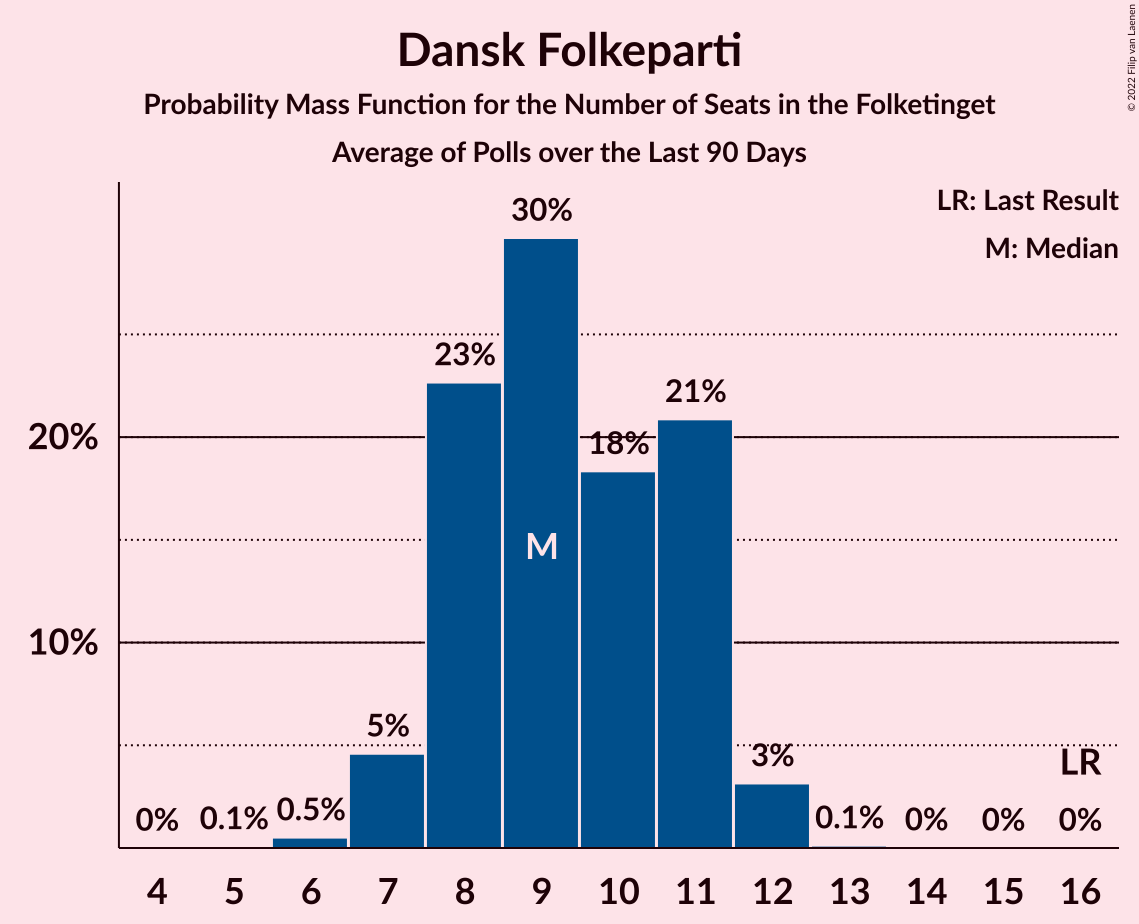 Dansk Folkeparti
Probability Mass Function for the Number of Seats in the Folketinget
Average of Polls over the Last 90 Days
© 2022 Filip van Laenen
LR: Last Result
M: Median
30%
23%
21%
20%
18%
M
10%
5%
3%
LR
0%
0.1%
0.5%
0.1%
0%
0%
0%
4 5 6 7 8 9 10 11 12 13 14 15 16